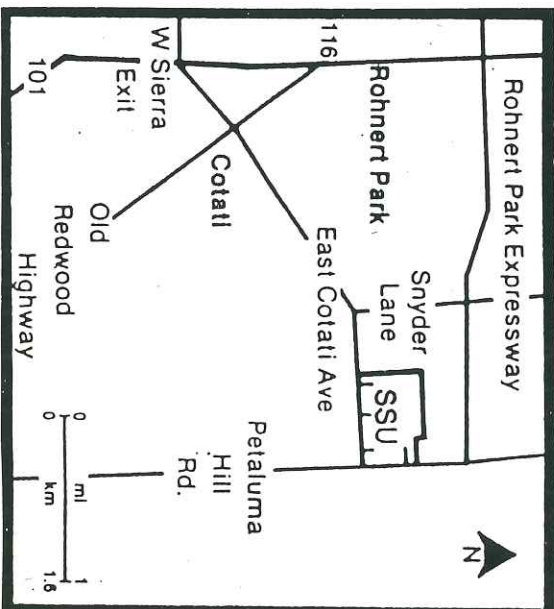 Rohnert Park Expressway
Snyder
Lane
SSU
116
Rohnert Park
East Cotati Ave
Cotati
W Sierra
Exit
101
Old
Redwood
Highway
Petaluma
Hill
Rd.
N
0 mi 1
0 km 1.6